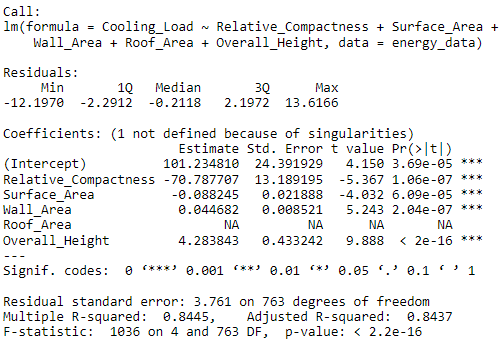 Call:
lm(formula = Cooling_Load ~ Relative_Compactness + Surface_Area +
    Wall_Area + Roof_Area + Overall_Height, data = energy_data)
Residuals:
     Min       1Q   Median       3Q      Max
-12.1970  -2.2912  -0.2118   2.1972  13.6166
Coefficients: (1 not defined because of singularities)
                       Estimate Std. Error t value Pr(>|t|)
(Intercept)          101.234810  24.391929   4.150 3.69e-05 ***
Relative_Compactness -70.787707  13.189195  -5.367 1.06e-07 ***
Surface_Area          -0.088245   0.021888  -4.032 6.09e-05 ***
Wall_Area              0.044682   0.008521   5.243 2.04e-07 ***
Roof_Area                    NA         NA      NA       NA
Overall_Height         4.283843   0.433242   9.888  < 2e-16 ***
---
Signif. codes:  0 ‘***’ 0.001 ‘**’ 0.01 ‘*’ 0.05 ‘.’ 0.1 ‘ ’ 1
Residual standard error: 3.761 on 763 degrees of freedom
Multiple R-squared:  0.8445,    Adjusted R-squared:  0.8437
F-statistic:  1036 on 4 and 763 DF,  p-value: < 2.2e-16